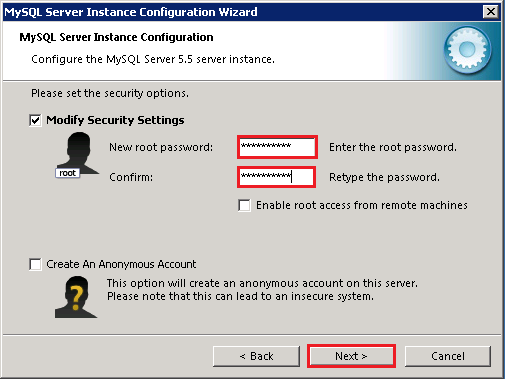 MySQL Server Instance Configuration Wizard
MySQL Server Instance Configuration
Configure the MySQL Server 5.5 server instance.
Please set the security options.
Modify Security Settings
New root password: ********** Enter the root password.
root
Confirm: ********** Retype the password.
Enable root access from remote machines
Create An Anonymous Account
This option will create an anonymous account on this server.
Please note that this can lead to an insecure system.
< Back Next > Cancel